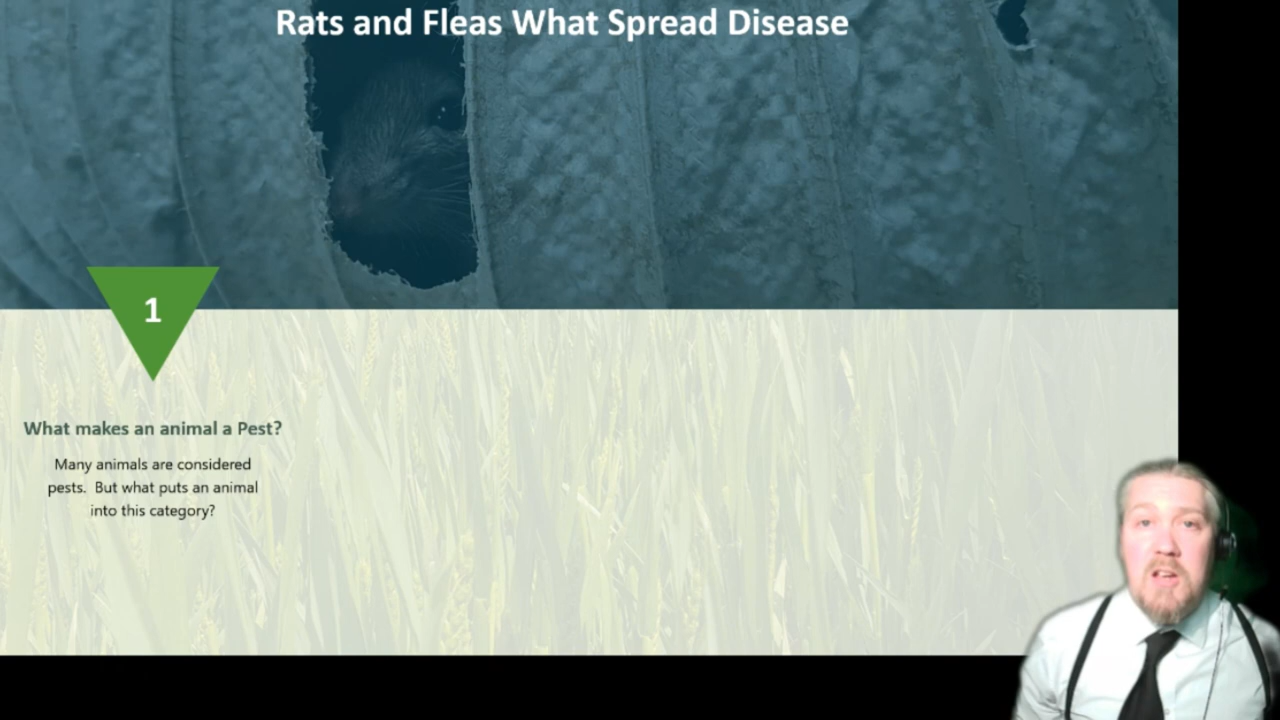 Rats and Fleas What Spread Disease
1
What makes an animal a Pest?
Many animals are considered
pests. But what puts an animal
into this category?